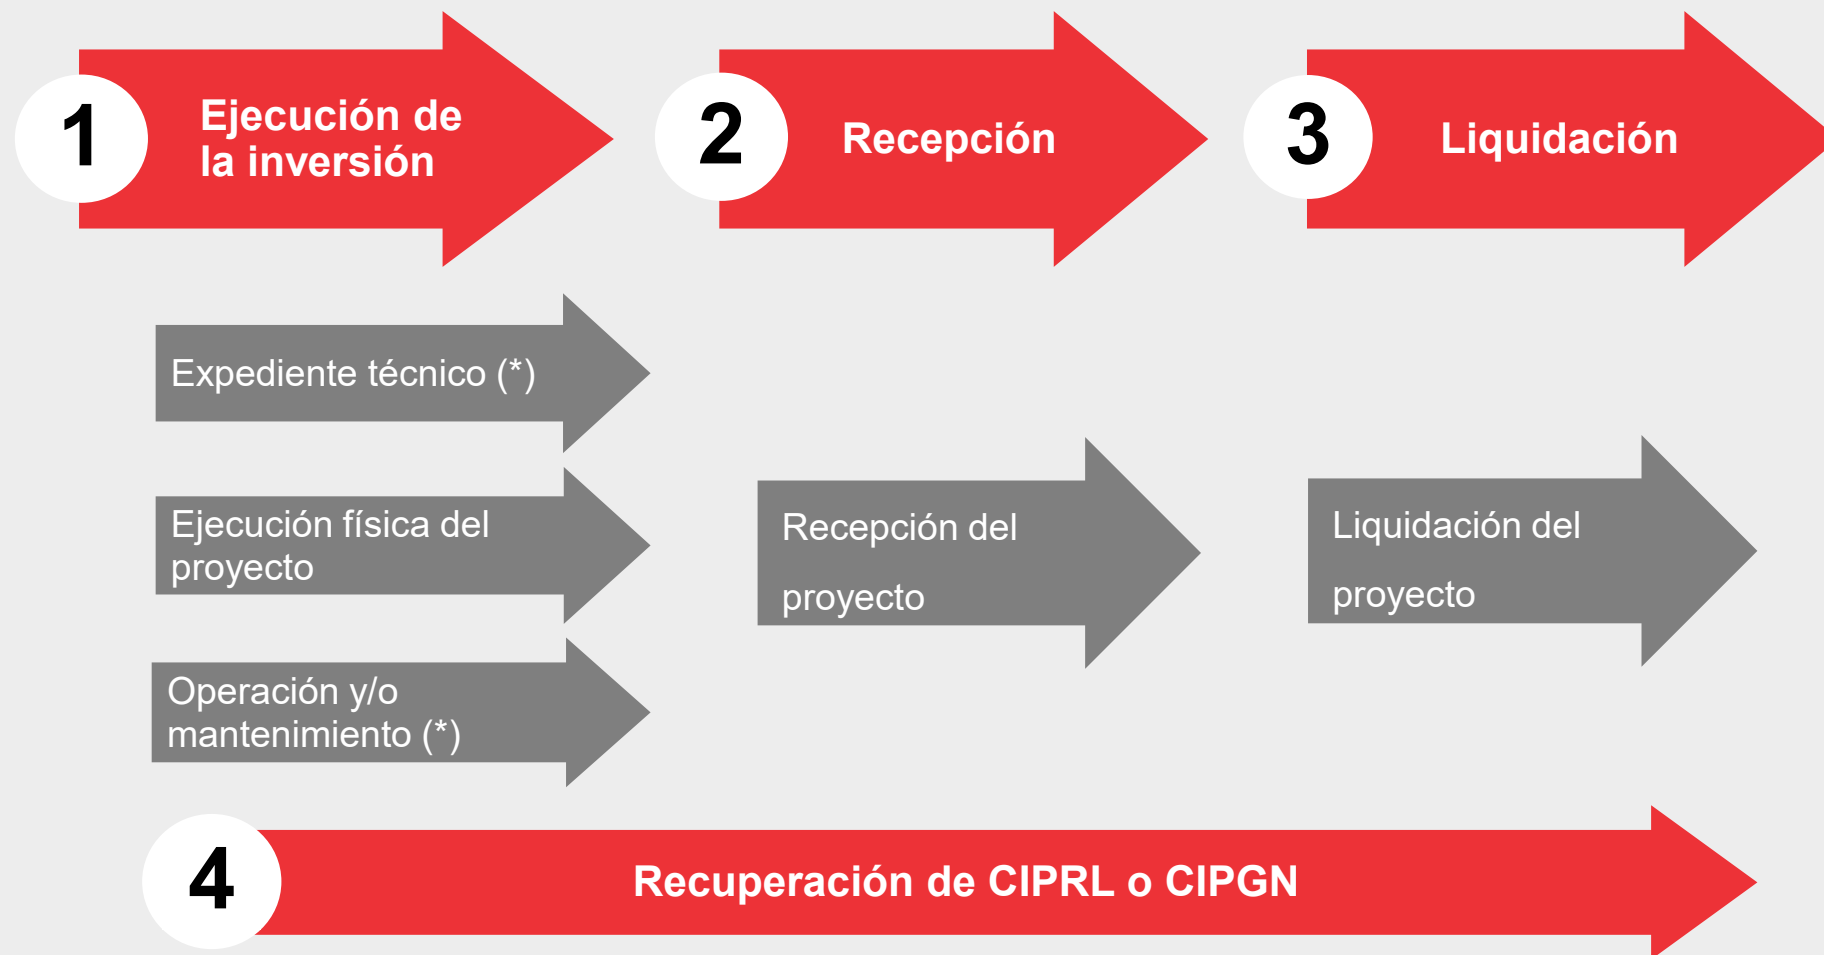 1
Ejecución de
la inversión
2
Recepción
3
Liquidación
Expediente técnico (*)
Ejecución física del
proyecto
Operación y/o
mantenimiento (*)
Recepción del
proyecto
Liquidación del
proyecto
4
Recuperación de CIPRL o CIPGN